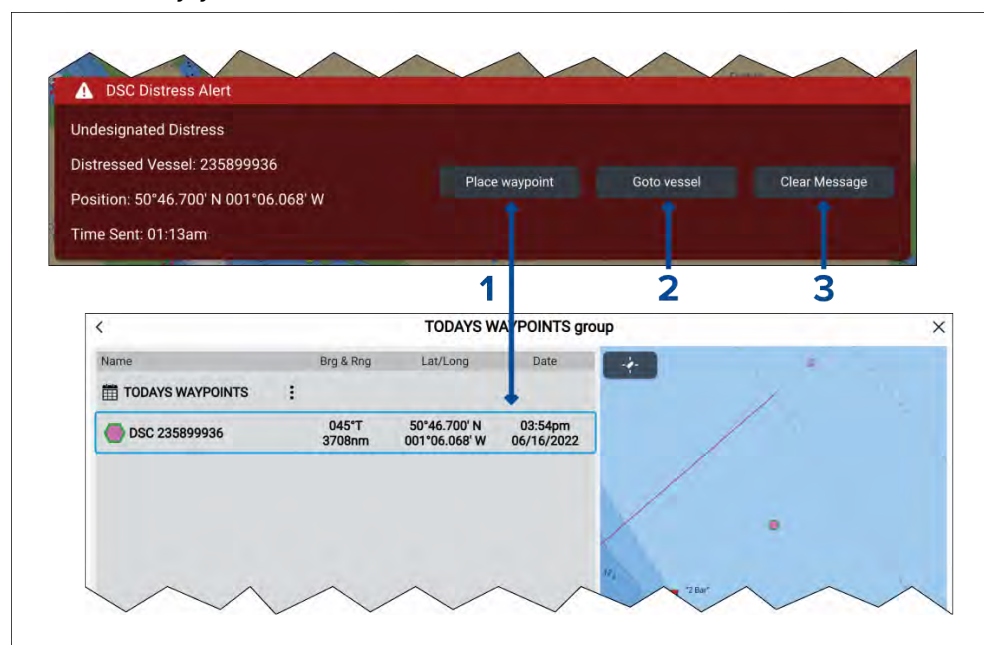 DSC Distress Alert
Undesignated Distress
Distressed Vessel: 235899936
Position: 50°46.700' N 001°06.068' W
Time Sent: 01:13am
Place waypoint Goto vessel Clear Message
1 2 3
TODAYS WAYPOINTS group
Name Brg & Rng Lat/Long Date
TODAYS WAYPOINTS
DSC 235899936
045°T 50°46.700' N 03:54pm
3708nm 001°06.068' W 06/16/2022
"2 Bar"